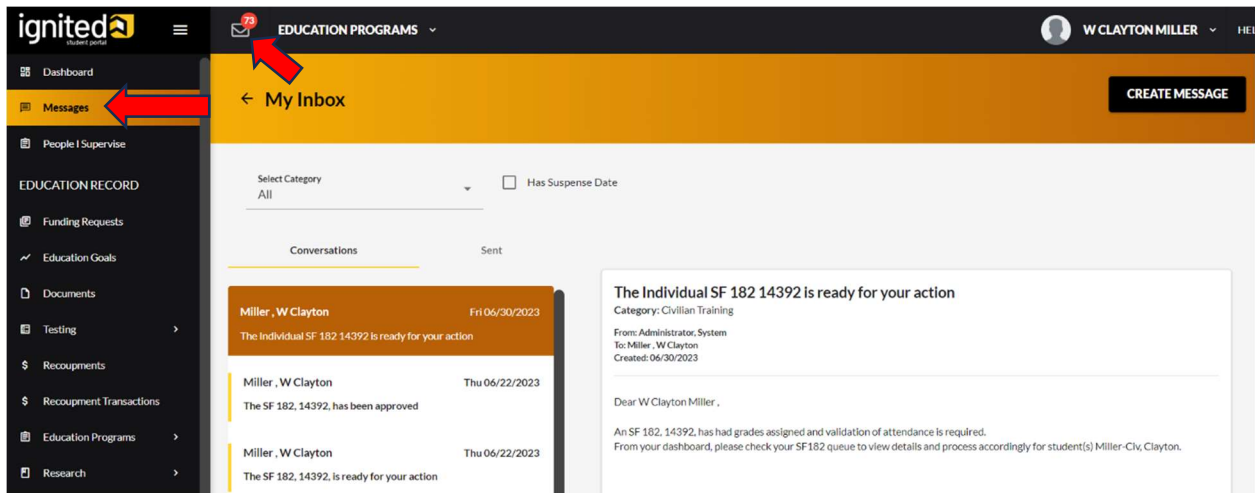 ignited
student portal
73
EDUCATION PROGRAMS
W CLAYTON MILLER
HEL
Dashboard
Messages
People I Supervise
EDUCATION RECORD
Funding Requests
Education Goals
Documents
Testing
Recoupments
Recoupment Transactions
Education Programs
Research
My Inbox
CREATE MESSAGE
Select Category
All
Has Suspense Date
Conversations
Sent
Miller , W Clayton Fri 06/30/2023
The Individual SF 182 14392 is ready for your action
Miller , W Clayton Thu 06/22/2023
The SF 182, 14392, has been approved
Miller , W Clayton Thu 06/22/2023
The SF 182, 14392, is ready for your action
The Individual SF 182 14392 is ready for your action
Category: Civilian Training
From: Administrator, System
To: Miller , W Clayton
Created: 06/30/2023
Dear W Clayton Miller ,
An SF 182, 14392, has had grades assigned and validation of attendance is required.
From your dashboard, please check your SF182 queue to view details and process accordingly for student(s) Miller-Civ, Clayton.